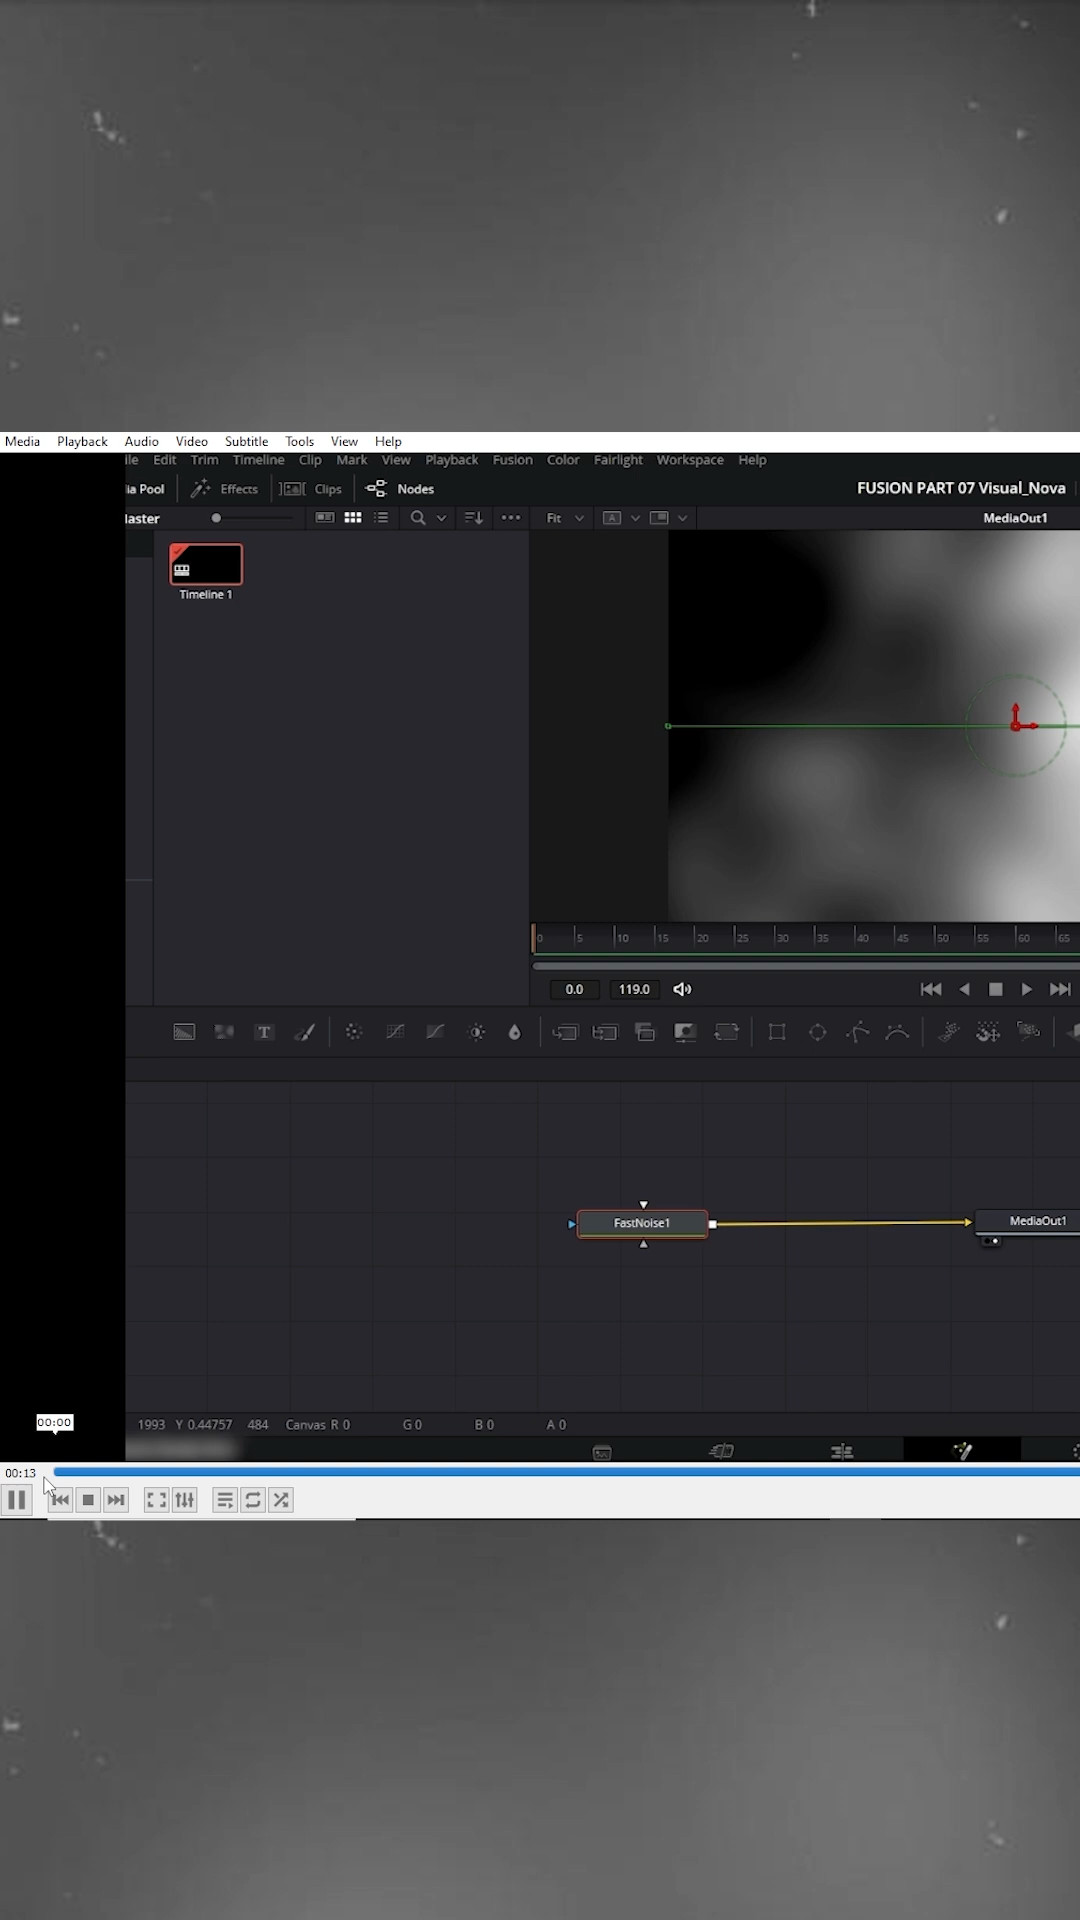 Media Playback Audio Video Subtitle Tools View Help
ile Edit Trim Timeline Clip Mark View Playback Fusion Color Fairlight Workspace Help
ia Pool Effects Clips Nodes FUSION PART 07 Visual_Nova
laster Fit A MediaOut1
Timeline 1
0 5 10 15 20 25 30 35 40 45 50 55 60 65
0.0 119.0
T
FastNoise1 MediaOut1
00:00
1993 Y 0.44757 484 Canvas R 0 G 0 B 0 A 0
00:13